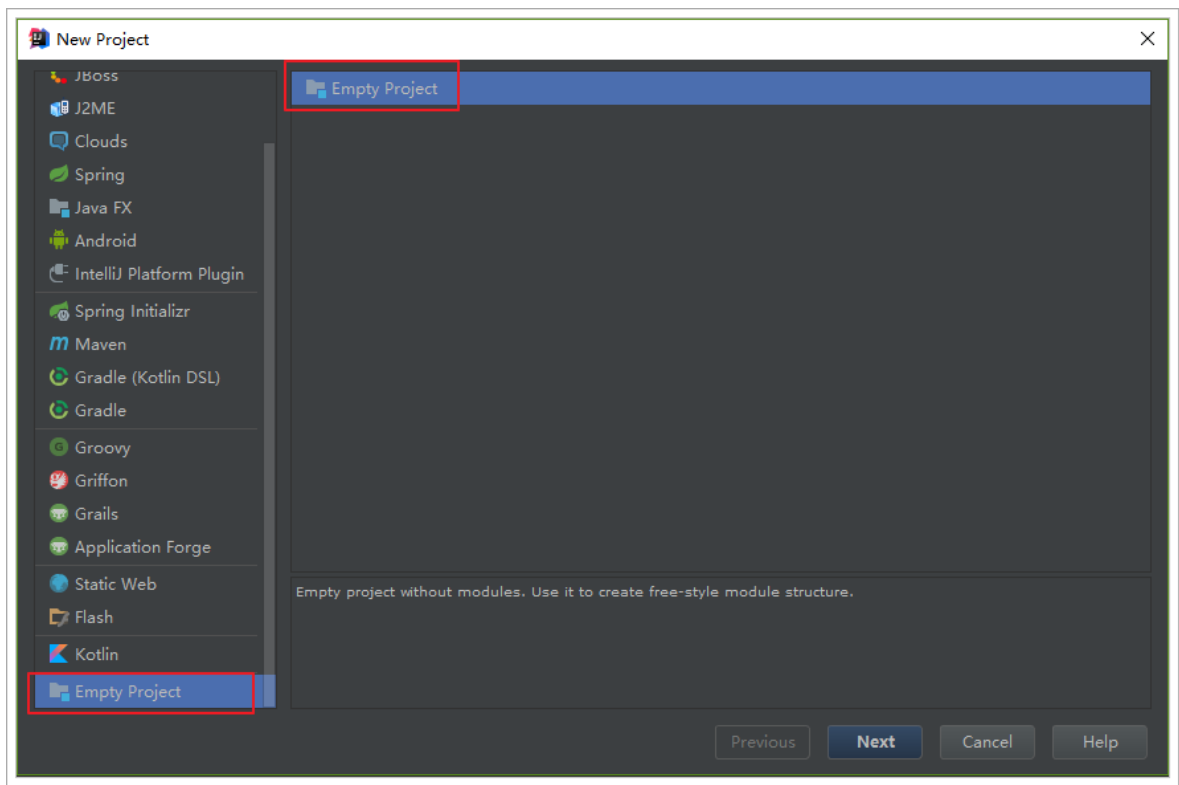 New Project
JBoss
J2ME
Clouds
Spring
Java FX
Android
IntelliJ Platform Plugin
Spring Initializr
Maven
Gradle (Kotlin DSL)
Gradle
Groovy
Griffon
Grails
Application Forge
Static Web
Flash
Kotlin
Empty Project
Empty Project
Empty project without modules. Use it to create free-style module structure.
Previous Next Cancel Help